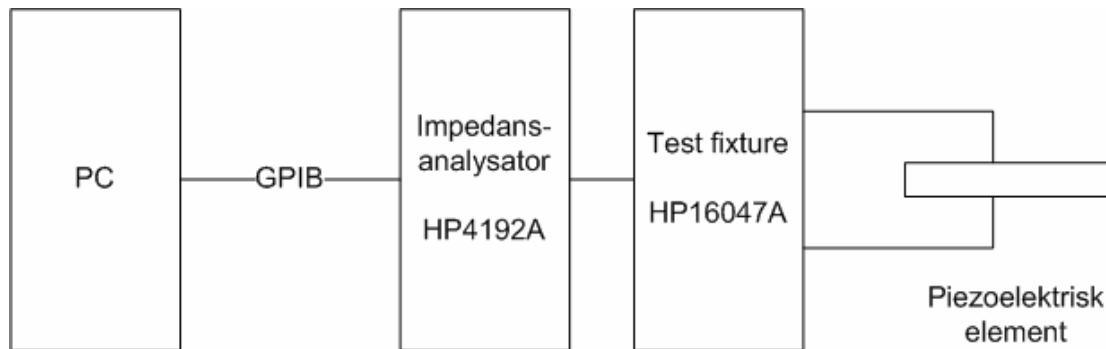 PC
GPIB
Impedans-
analysator
HP4192A
Test fixture
HP16047A
Piezoelektrisk
element